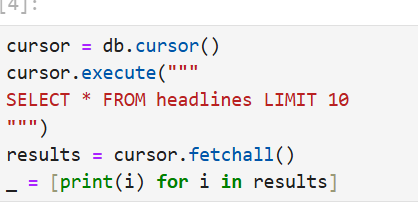 [4]:
cursor = db.cursor()
cursor.execute("""
SELECT * FROM headlines LIMIT 10
""")
results = cursor.fetchall()
_ = [print(i) for i in results]